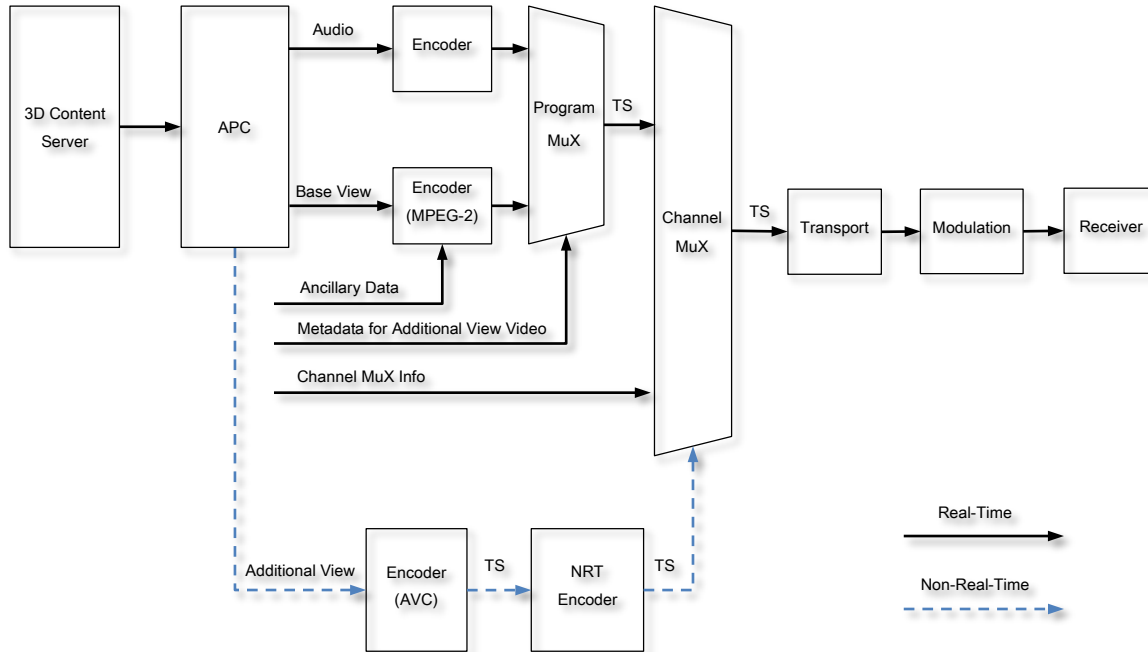 3D Content
Server
APC
Audio
Encoder
Program
MuX
TS
Base View
Encoder
(MPEG-2)
Channel
MuX
TS
Transport
Modulation
Receiver
Ancillary Data
Metadata for Additional View Video
Channel MuX Info
Additional View
Encoder
(AVC)
TS
NRT
Encoder
TS
Real-Time
Non-Real-Time